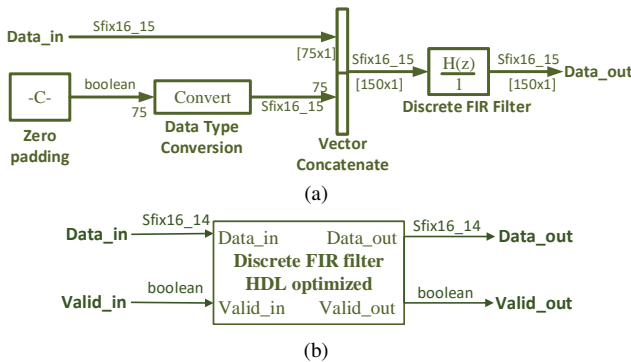 Data_in
Sfix16_15
[75x1]
Sfix16_15
[150x1]
H(z)
1
Sfix16_15
[150x1]
Data_out
Discrete FIR Filter
-C-
boolean
75
Convert
75
Sfix16_15
Zero
padding
Data Type
Conversion
Vector
Concatenate
(a)
Sfix16_14
Data_in
Data_in
Data_out
Sfix16_14
Data_out
Discrete FIR filter
HDL optimized
boolean
Valid_in
Valid_in
Valid_out
boolean
Valid_out
(b)